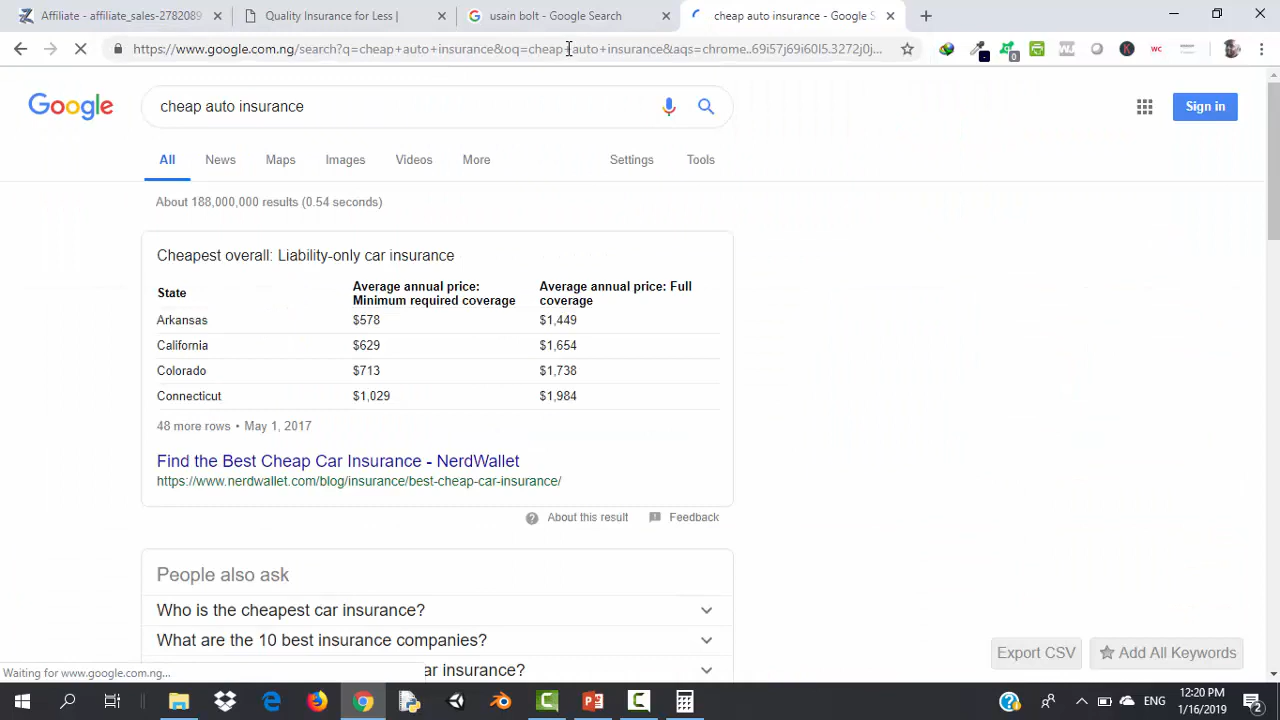 Affiliate - affiliate_sales-2782089
Quality Insurance for Less |
usain bolt - Google Search
cheap auto insurance - Google S
https://www.google.com.ng/search?q=cheap+auto+insurance&oq=cheap+auto+insurance&aqs=chrome..69i57j69i60l5.3272j0j...
Google
cheap auto insurance
Sign in
All News Maps Images Videos More Settings Tools
About 188,000,000 results (0.54 seconds)
Cheapest overall: Liability-only car insurance
State
Average annual price: Minimum required coverage
Average annual price: Full coverage
Arkansas $578 $1,449
California $629 $1,654
Colorado $713 $1,738
Connecticut $1,029 $1,984
48 more rows • May 1, 2017
Find the Best Cheap Car Insurance - NerdWallet
https://www.nerdwallet.com/blog/insurance/best-cheap-car-insurance/
About this result Feedback
People also ask
Who is the cheapest car insurance?
What are the 10 best insurance companies?
car insurance?
Export CSV Add All Keywords
Waiting for www.google.com.ng...
ENG
12:20 PM
1/16/2019
2